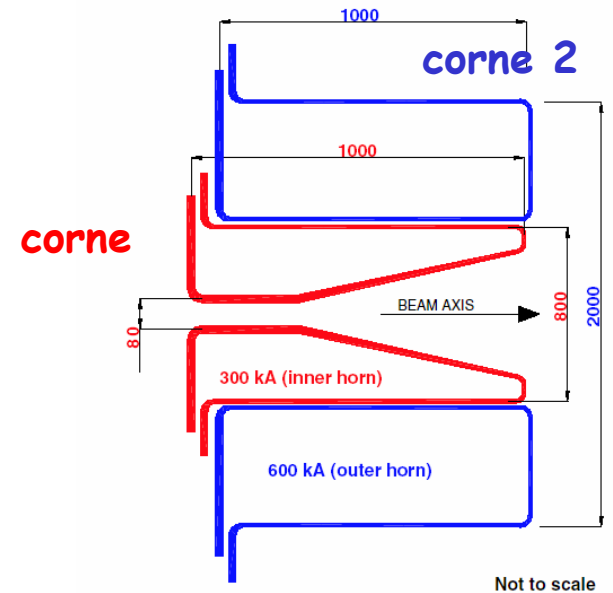 1000
corne 2
1000
corne
BEAM AXIS
80
800
2000
300 kA (inner horn)
600 kA (outer horn)
Not to scale